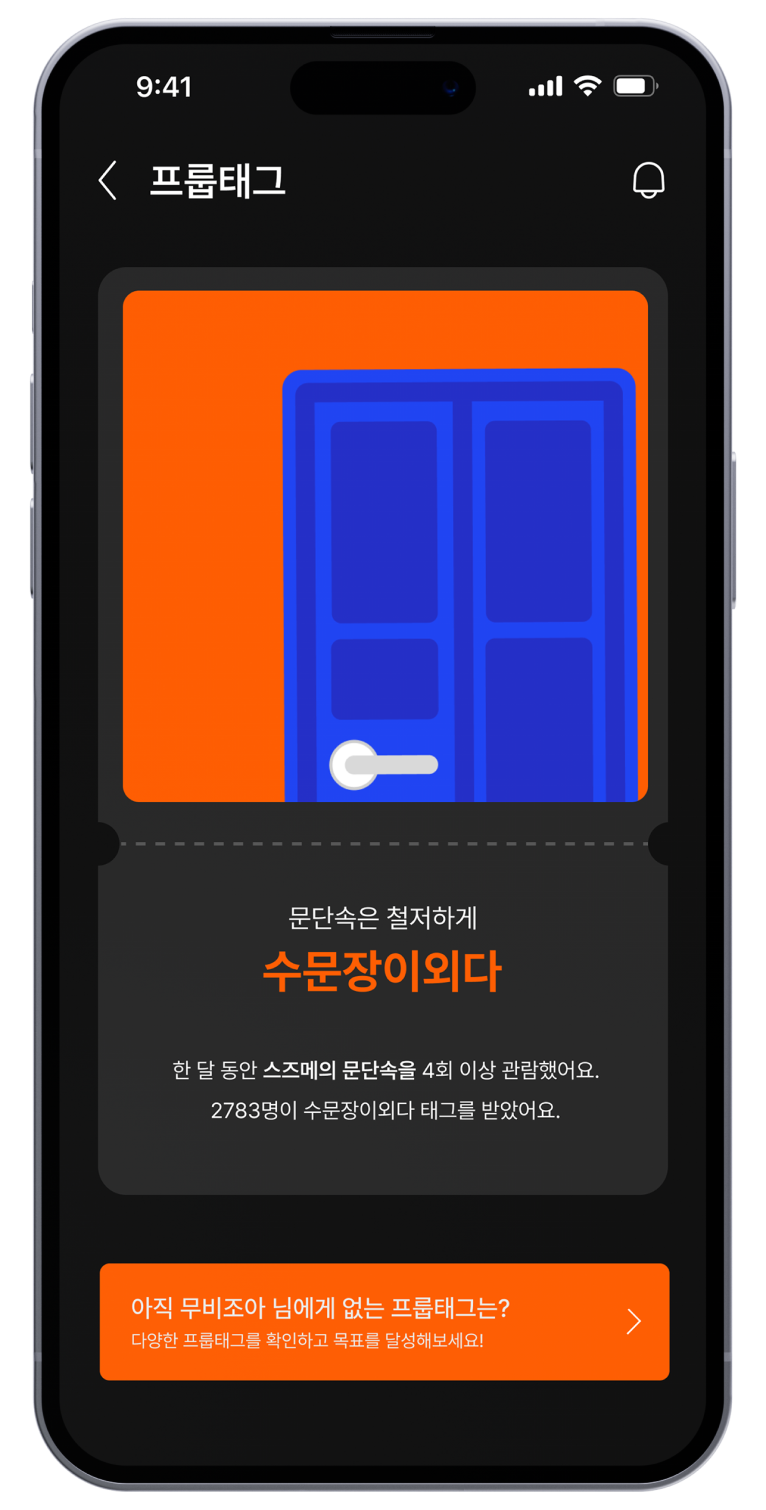 9:41
프룹태그
문단속은 철저하게
수문장이외다
한 달 동안 스즈메의 문단속을 4회 이상 관람했어요.
2783명이 수문장이외다 태그를 받았어요.
아직 무비조아 님에게 없는 프룹태그는?
다양한 프룹태그를 확인하고 목표를 달성해보세요!